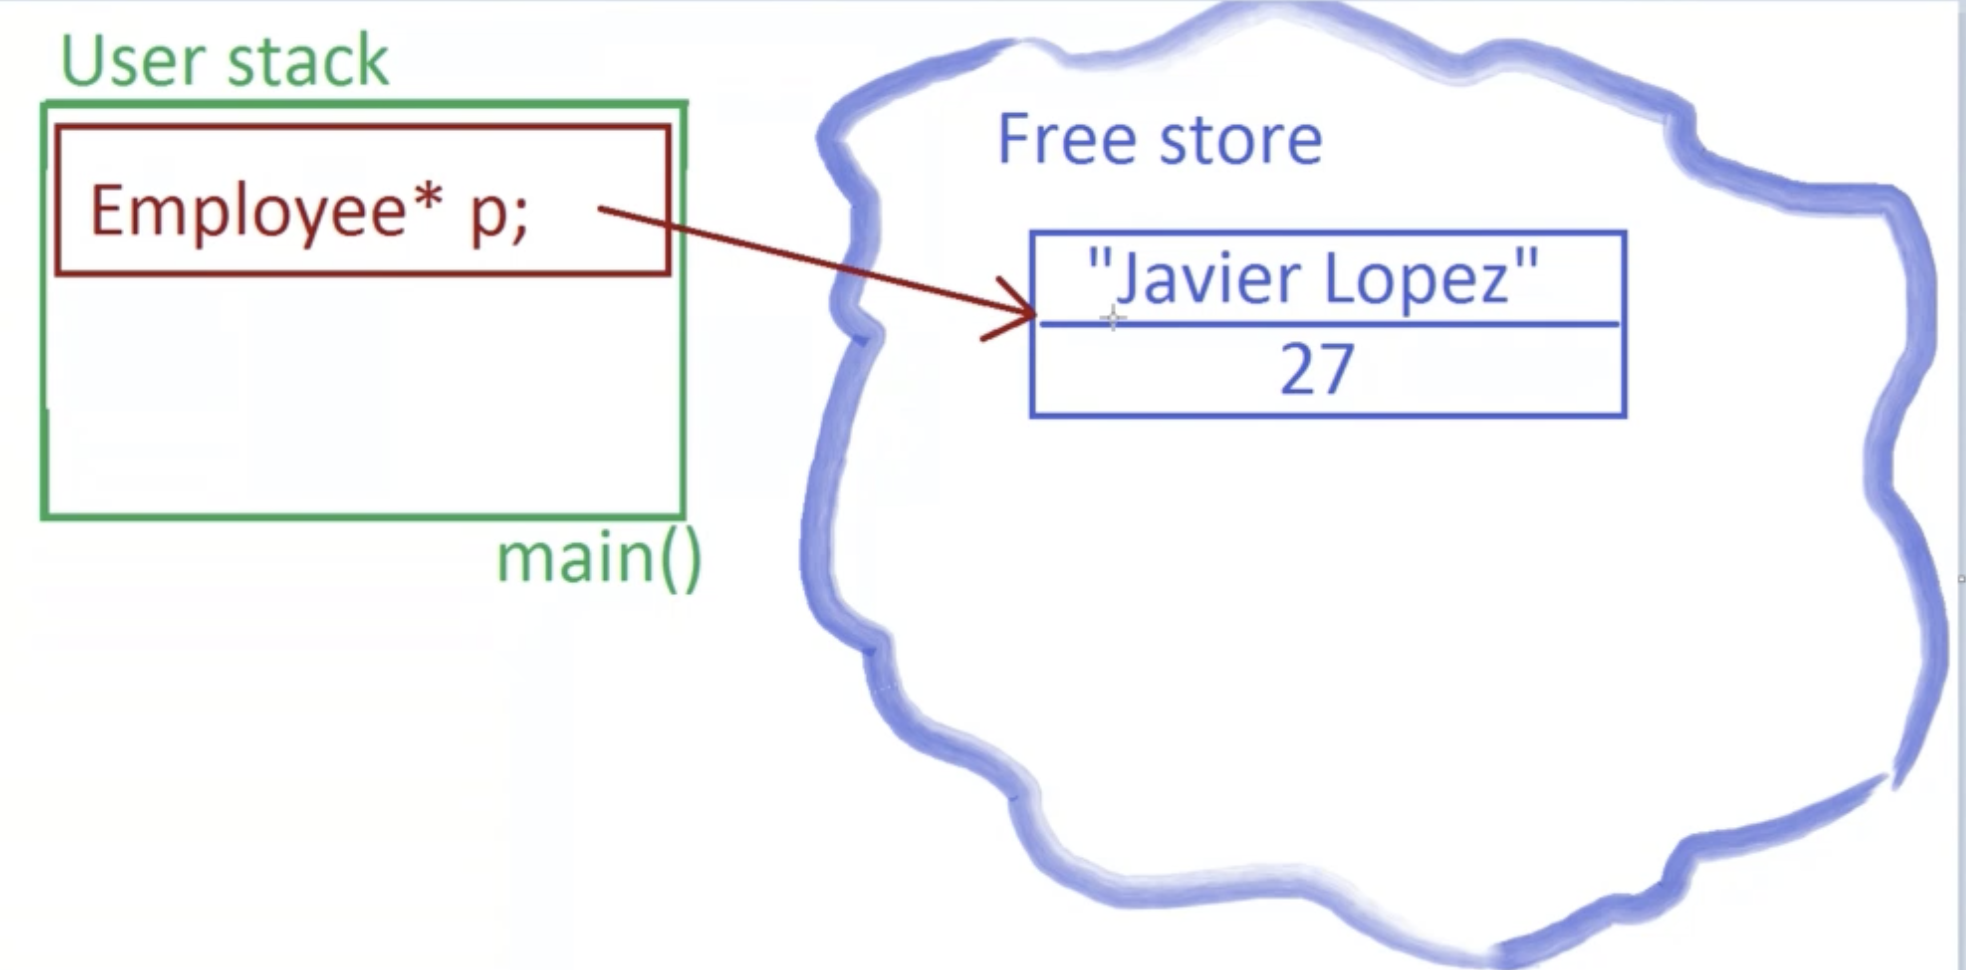 User stack
Employee* p;
main()
Free store
"Javier Lopez"
27